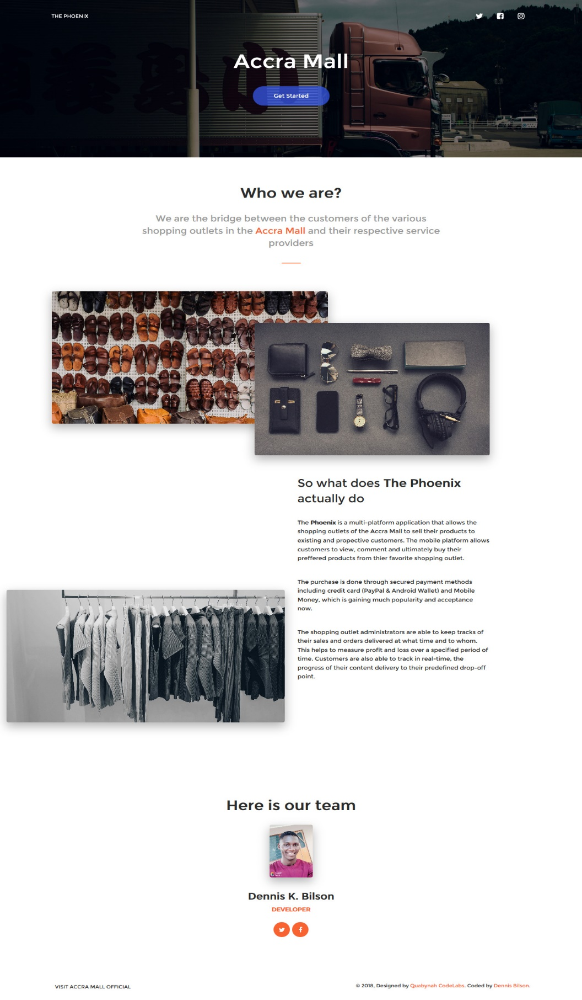 THE PHOENIX
Accra Mall
Get Started
Who we are?
We are the bridge between the customers of the various
shopping outlets in the Accra Mall and their respective service
providers
So what does The Phoenix
actually do
The Phoenix is a multi-platform application that allows the
shopping outlets of the Accra Mall to sell their products to
existing and propective customers. The mobile platform allows
customers to view, comment and ultimately buy their
preffered products from thier favorite shopping outlet.
The purchase is done through secured payment methods
including credit card (PayPal & Android Wallet) and Mobile
Money, which is gaining much popularity and acceptance
now.
The shopping outlet administrators are able to keep tracks of
their sales and orders delivered at what time and to whom.
This helps to measure profit and loss over a specified period of
time. Customers are also able to track in real-time, the
progress of their content delivery to their predefined drop-off
point.
Here is our team
Dennis K. Bilson
DEVELOPER
VISIT ACCRA MALL OFFICIAL
© 2018, Designed by Quabynah CodeLabs. Coded by Dennis Bilson.